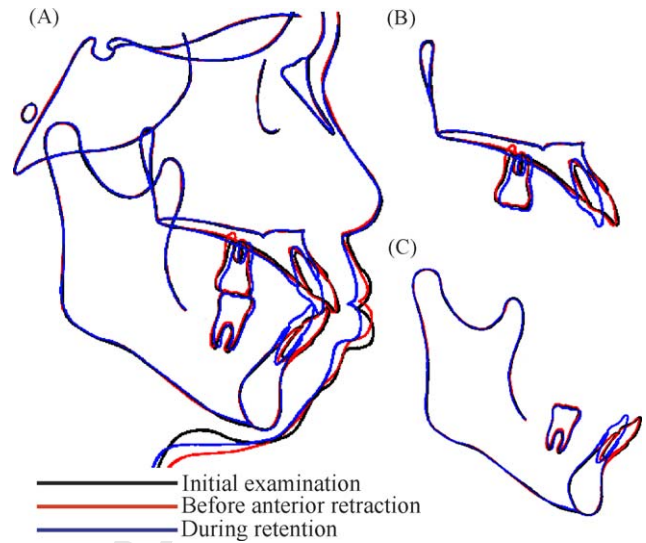 (A)
(B)
(C)
Initial examination
Before anterior retraction
During retention